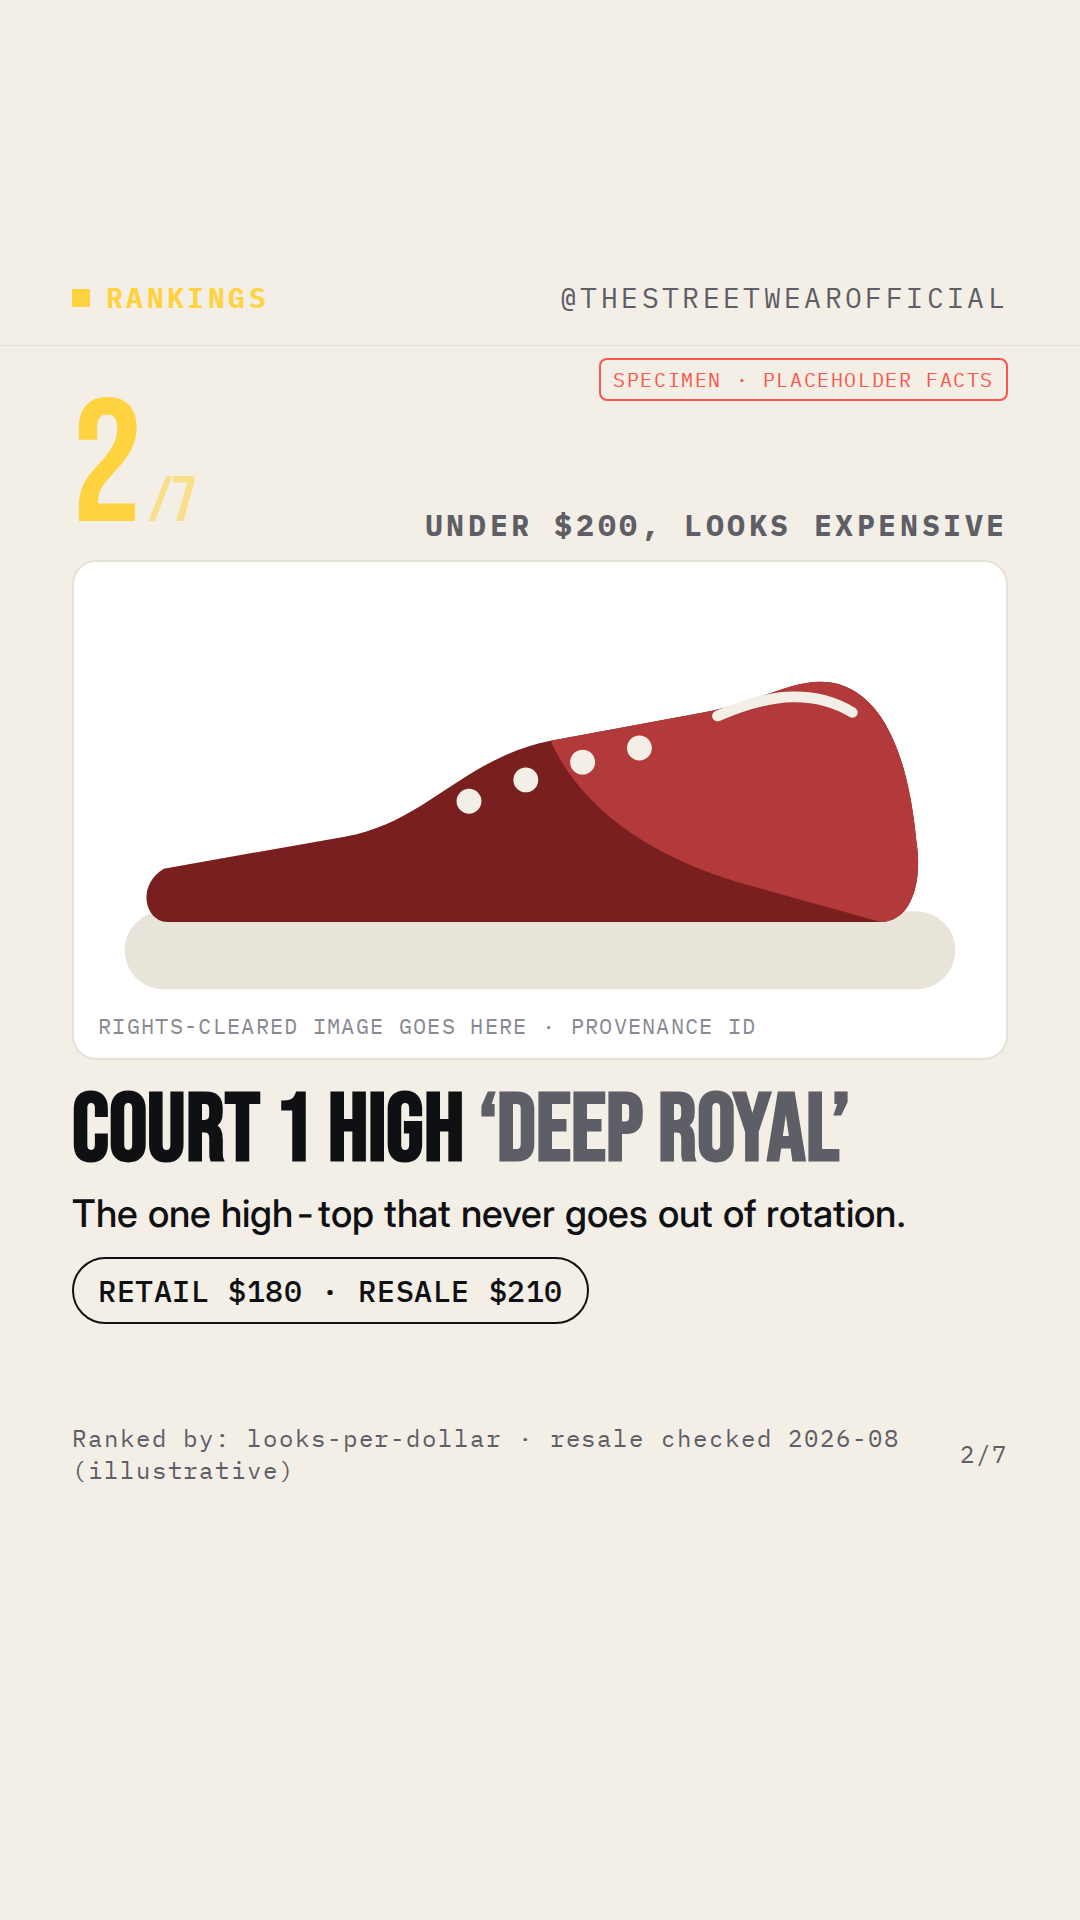 RANKINGS
@THESTREETWEAROFFICIAL
SPECIMEN · PLACEHOLDER FACTS
2/7
UNDER $200, LOOKS EXPENSIVE
RIGHTS-CLEARED IMAGE GOES HERE · PROVENANCE ID
COURT 1 HIGH ‘DEEP ROYAL’
The one high-top that never goes out of rotation.
RETAIL $180 · RESALE $210
Ranked by: looks-per-dollar · resale checked 2026-08
(illustrative)
2/7